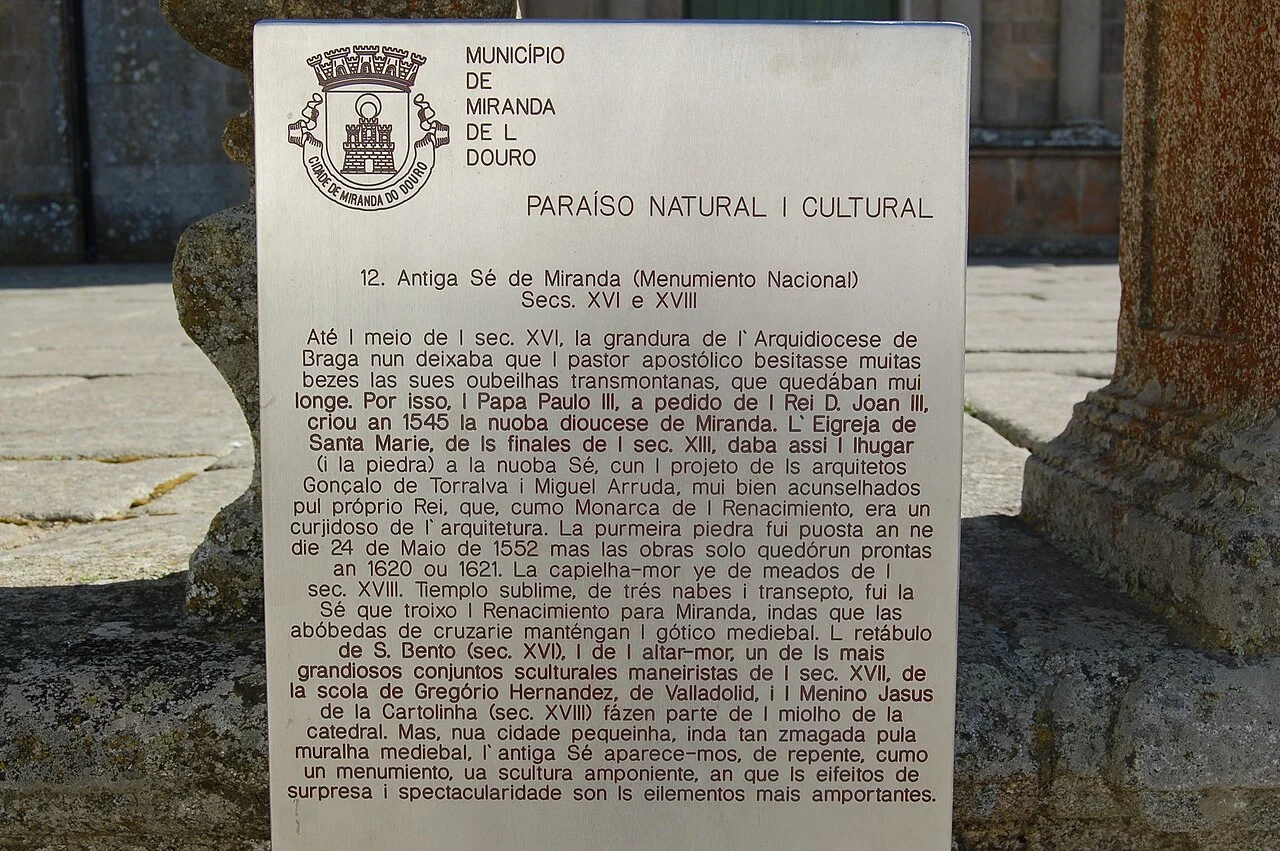 MUNICÍPIO
DE
MIRANDA
DE L
DOURO
CIDADE DE MIRANDA DO DOURO
PARAÍSO NATURAL I CULTURAL
12. Antiga Sé de Miranda (Menumiento Nacional)
Secs. XVI e XVIII
Até l meio de l sec. XVI, la grandura de l`Arquidiocese de
Braga nun deixaba que l pastor apostólico besitasse muitas
bezes las sues oubeilhas transmontanas, que quedában mui
longe. Por isso, l Papa Paulo III, a pedido de l Rei D. Joan III,
criou an 1545 la nuoba dioucese de Miranda. L`Eigreja de
Santa Marie, de ls finales de l sec. XIII, daba assi l lhugar
(i la piedra) a la nuoba Sé, cun l projeto de ls arquitetos
Gonçalo de Torralva i Miguel Arruda, mui bien acunselhados
pul próprio Rei, que, cumo Monarca de l Renacimiento, era un
curjidoso de l`arquitetura. La purmeira piedra fui puosta an ne
die 24 de Maio de 1552 mas las obras solo quedórun prontas
an 1620 ou 1621. La capielha-mor ye de meados de l
sec. XVIII. Tiemplo sublime, de trés nabes i transepto, fui la
Sé que troixo l Renacimiento para Miranda, indas que las
abóbedas de cruzarie manténgan l gótico mediebal. L retábulo
de S. Bento (sec. XVI), l de l altar-mor, un de ls mais
grandiosos conjuntos sculturales maneiristas de l sec. XVII, de
la scola de Gregório Hernandez, de Valladolid, i l Menino Jasus
de la Cartolinha (sec. XVIII) fázen parte de l miolho de la
catedral. Mas, nua cidade pequeinha, inda tan zmagada pula
muralha mediebal, l`antiga Sé aparece-mos, de repente, cumo
un menumiento, ua scultura amponiente, an que ls eifeitos de
surpresa i spectacularidade son ls eilementos mais amportantes.